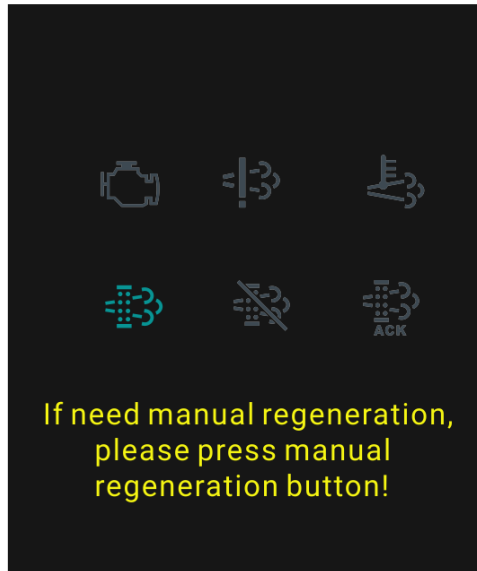 ACK
If need manual regeneration,
please press manual
regeneration button!